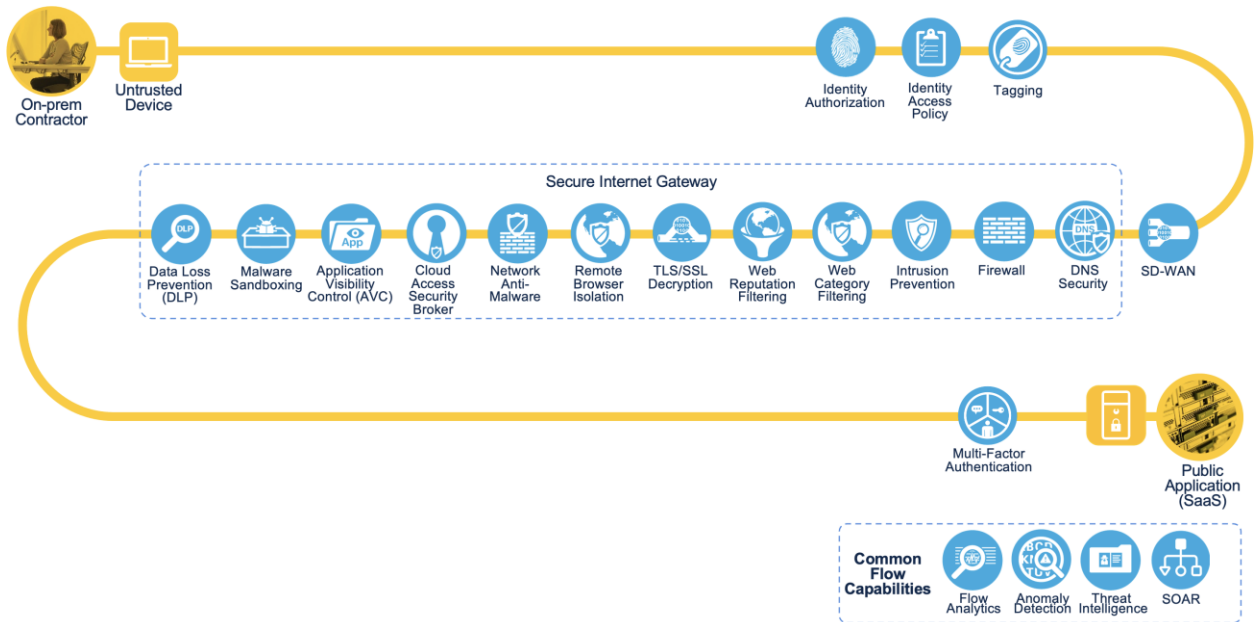 On-prem
Contractor
Untrusted
Device
Identity
Authorization
Identity
Access
Policy
Tagging
Secure Internet Gateway
DLP
Data Loss
Prevention
(DLP)
Malware
Sandboxing
App
Application
Visibility
Control (AVC)
Cloud
Access
Security
Broker
Network
Anti-
Malware
Remote
Browser
Isolation
TLS/SSL
Decryption
Web
Reputation
Filtering
Web
Category
Filtering
Intrusion
Prevention
Firewall
DNS
DNS
Security
SD-WAN
Multi-Factor
Authentication
Public
Application
(SaaS)
Common
Flow
Capabilities
Flow
Analytics
Anomaly
Detection
Threat
Intelligence
SOAR